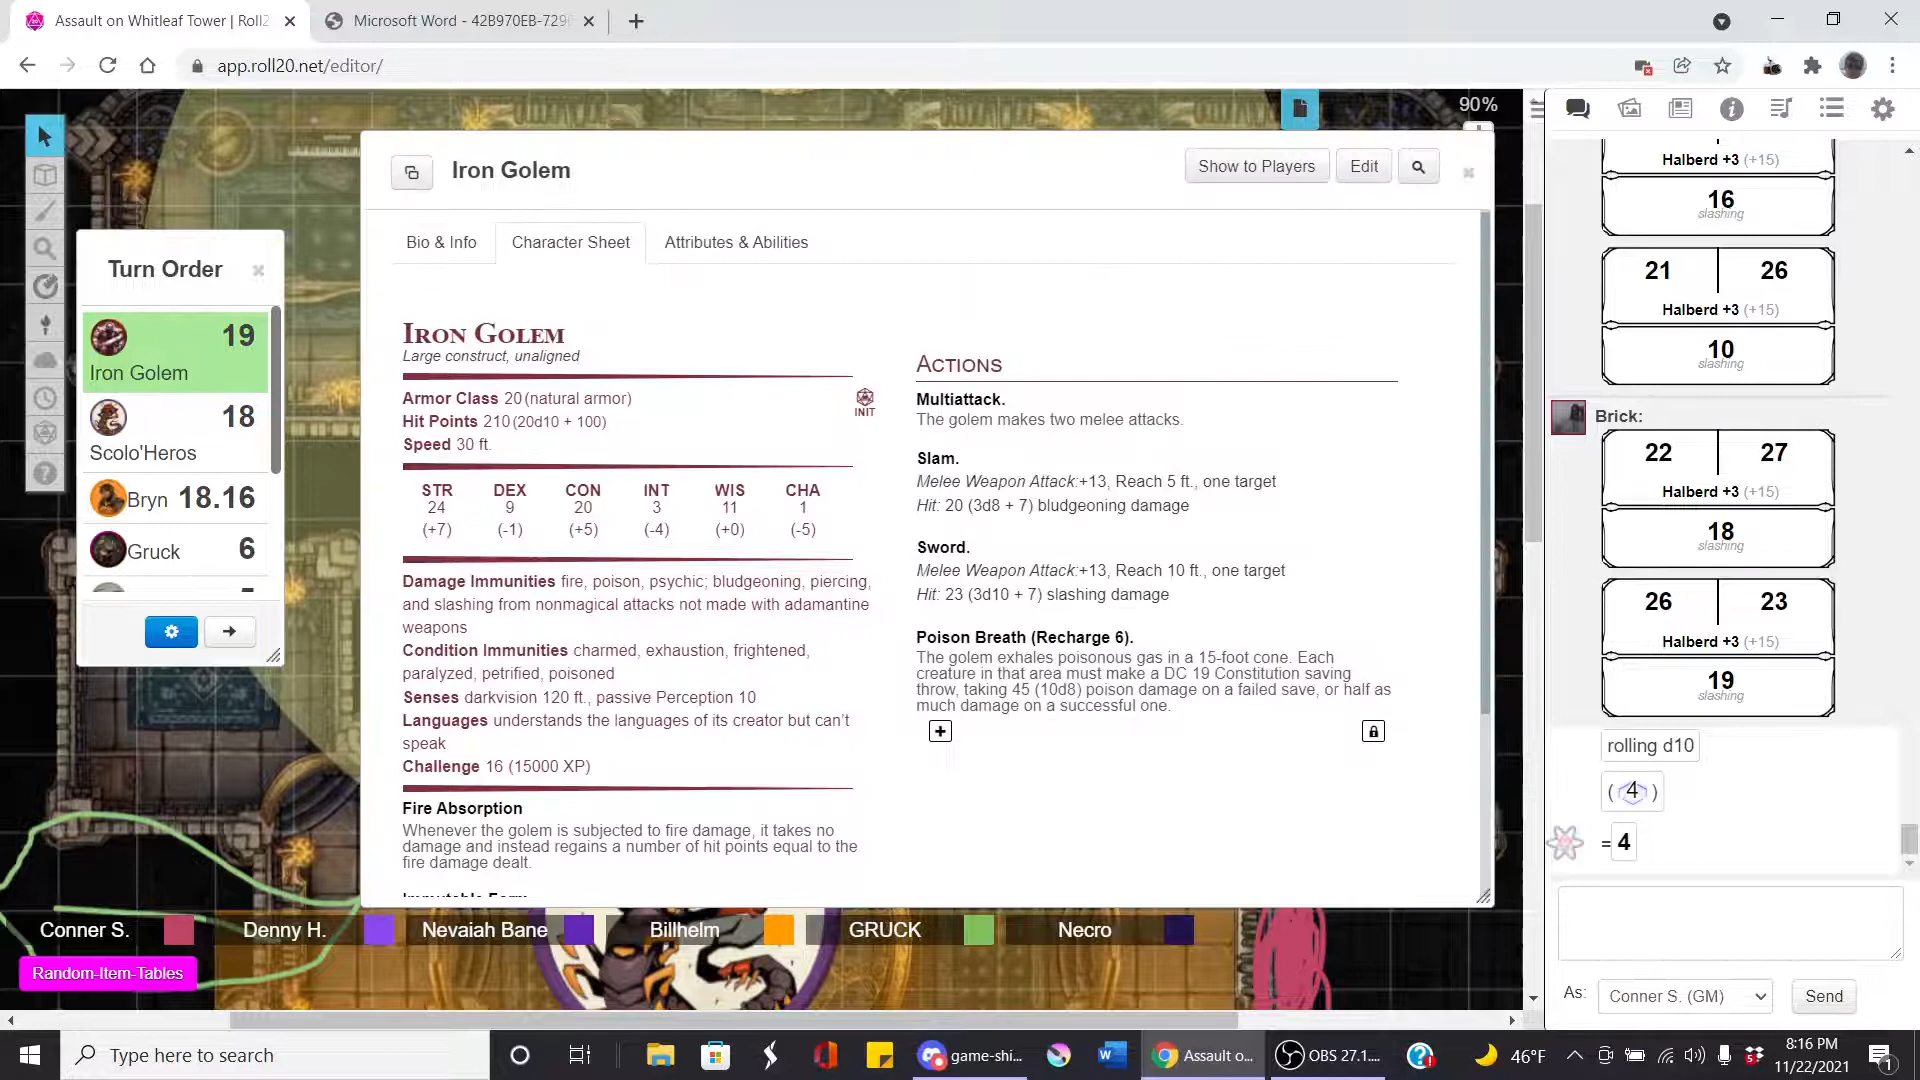 Assault on Whitleaf Tower | Roll2
Microsoft Word - 42B970EB-729
app.roll20.net/editor/
90%
Iron Golem
Show to Players
Edit
Bio & Info
Character Sheet
Attributes & Abilities
Turn Order
19
Iron Golem
18
Scolo'Heros
Bryn 18.16
Gruck 6
IRON GOLEM
Large construct, unaligned
Armor Class 20 (natural armor)
Hit Points 210 (20d10 + 100)
Speed 30 ft.
INIT
STR DEX CON INT WIS CHA
24 9 20 3 11 1
(+7) (-1) (+5) (-4) (+0) (-5)
Damage Immunities fire, poison, psychic; bludgeoning, piercing,
and slashing from nonmagical attacks not made with adamantine
weapons
Condition Immunities charmed, exhaustion, frightened,
paralyzed, petrified, poisoned
Senses darkvision 120 ft., passive Perception 10
Languages understands the languages of its creator but can't
speak
Challenge 16 (15000 XP)
Fire Absorption
Whenever the golem is subjected to fire damage, it takes no
damage and instead regains a number of hit points equal to the
fire damage dealt.
ACTIONS
Multiattack.
The golem makes two melee attacks.
Slam.
Melee Weapon Attack:+13, Reach 5 ft., one target
Hit: 20 (3d8 + 7) bludgeoning damage
Sword.
Melee Weapon Attack:+13, Reach 10 ft., one target
Hit: 23 (3d10 + 7) slashing damage
Poison Breath (Recharge 6).
The golem exhales poisonous gas in a 15-foot cone. Each
creature in that area must make a DC 19 Constitution saving
throw, taking 45 (10d8) poison damage on a failed save, or half as
much damage on a successful one.
Halberd +3 (+15)
16
slashing
21 26
Halberd +3 (+15)
10
slashing
Brick:
22 27
Halberd +3 (+15)
18
slashing
26 23
Halberd +3 (+15)
19
slashing
rolling d10
(4)
=4
As: Conner S. (GM)
Send
Conner S.
Denny H.
Nevaiah Bane
Billhelm
GRUCK
Necro
Random-Item-Tables
Type here to search
game-shi...
Assault o...
OBS 27.1....
46°F
8:16 PM
11/22/2021
1